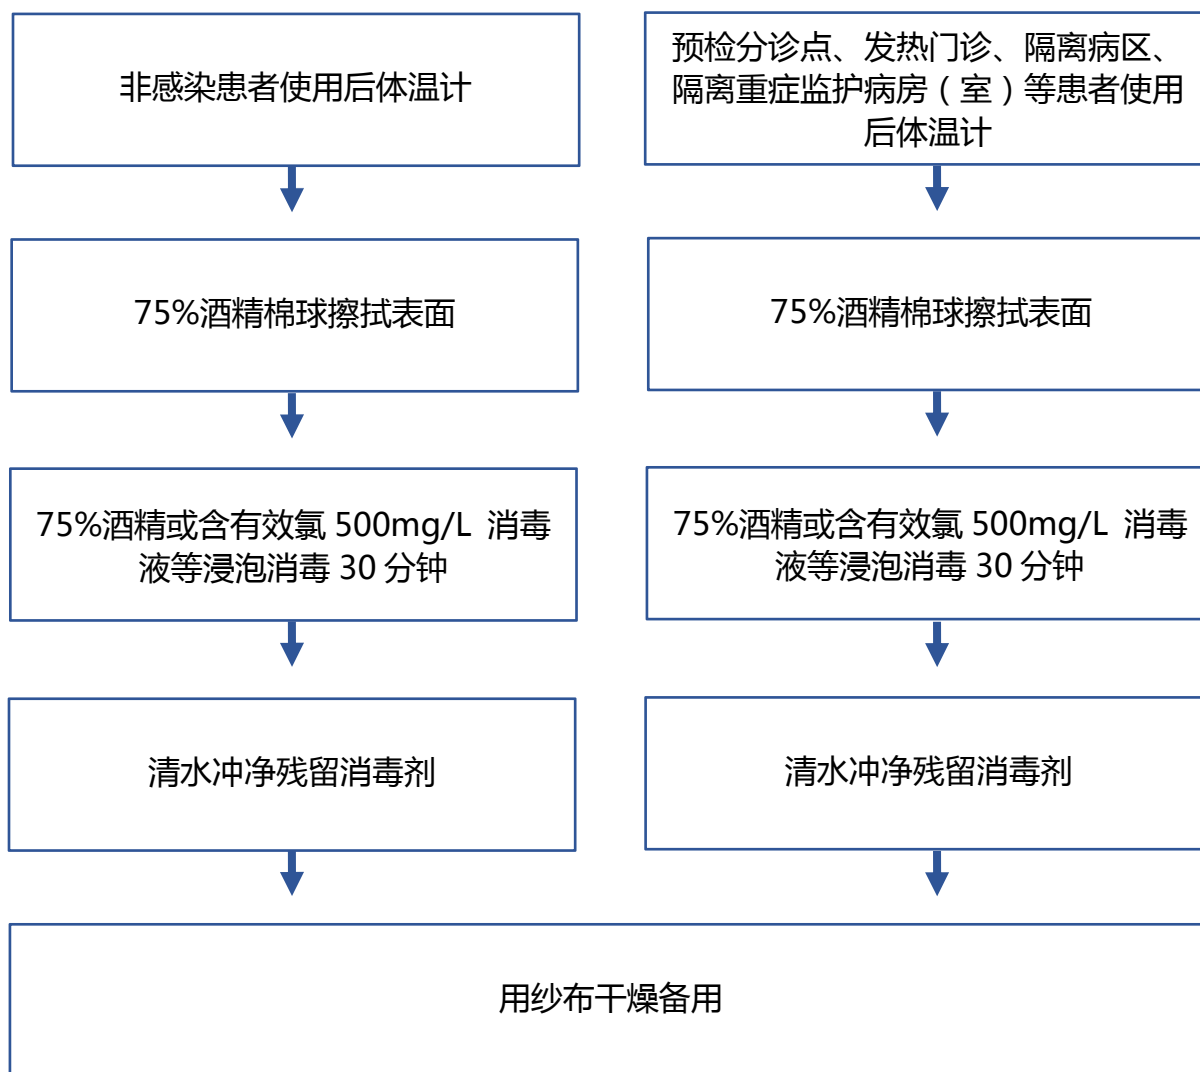 非感染患者使用后体温计
预检分诊点、发热门诊、隔离病区、
隔离重症监护病房（室）等患者使用
后体温计
75%酒精棉球擦拭表面
75%酒精棉球擦拭表面
75%酒精或含有效氯 500mg/L 消毒
液等浸泡消毒 30 分钟
75%酒精或含有效氯 500mg/L 消毒
液等浸泡消毒 30 分钟
清水冲净残留消毒剂
清水冲净残留消毒剂
用纱布干燥备用